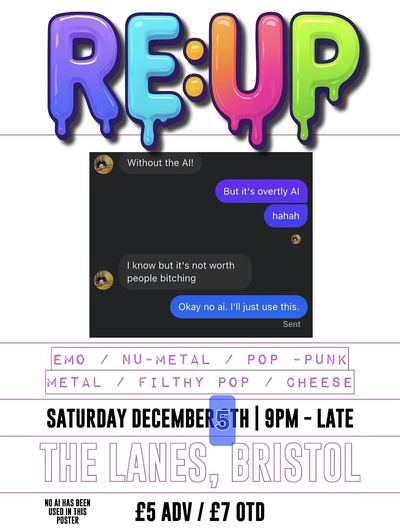 RE:UP
Without the AI!
But it's overtly AI
hahah
I know but it's not worth
people bitching
Okay no ai. I'll just use this.
Sent
EMO / NU-METAL / POP -PUNK
METAL / FILTHY POP / CHEESE
SATURDAY DECEMBER 5TH | 9PM - LATE
THE LANES, BRISTOL
NO AI HAS BEEN
USED IN THIS
POSTER
£5 ADV / £7 OTD